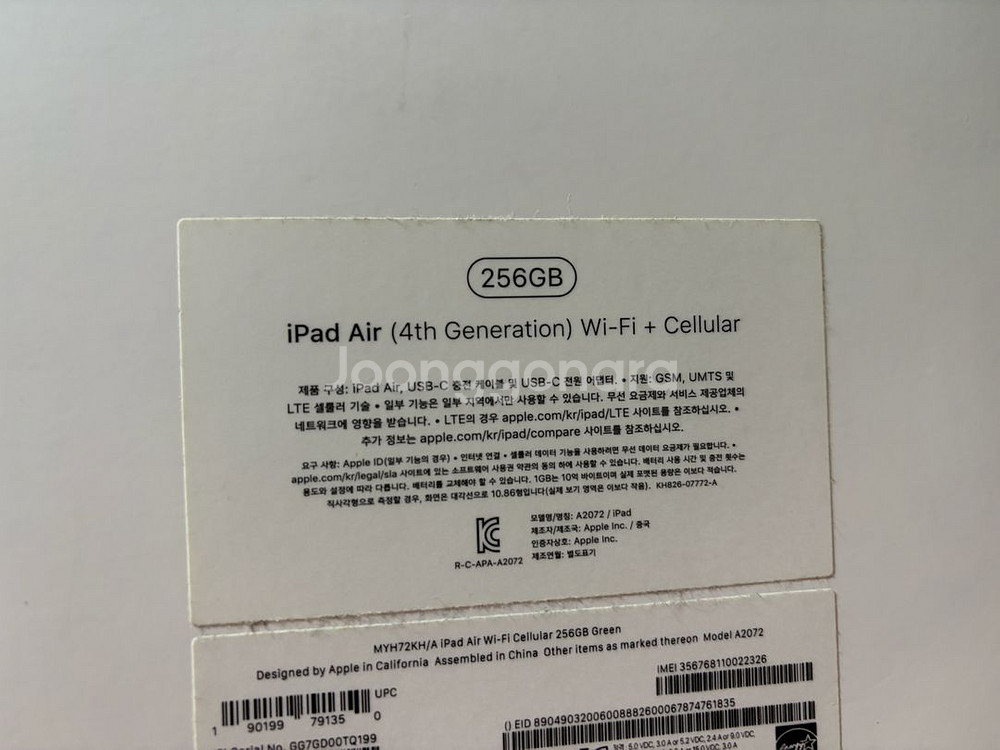 256GB
iPad Air (4th Generation) Wi-Fi + Cellular
Joonggonara
제품 구성: iPad Air, USB-C 충전 케이블 및 USB-C 전원 어댑터. • 지원: GSM, UMTS 및
LTE 셀룰러 기술 • 일부 기능은 일부 지역에서만 사용할 수 있습니다. 무선 요금제와 서비스 제공업체의
네트워크에 영향을 받습니다. • LTE의 경우 apple.com/kr/ipad/LTE 사이트를 참조하십시오. •
추가 정보는 apple.com/kr/ipad/compare 사이트를 참조하십시오.
요구 사항: Apple ID(일부 기능의 경우) • 인터넷 연결 • 셀룰러 데이터 기능을 사용하려면 무선 데이터 요금제가 필요합니다. •
apple.com/kr/legal/sla 사이트에 있는 소프트웨어 사용권 약관의 동의 하에 사용할 수 있습니다. 배터리 사용 시간 및 충전 횟수는
용도와 설정에 따라 다릅니다. 배터리를 교체해야 할 수 있습니다. 1GB는 10억 바이트이며 실제 포맷된 용량은 이보다 적습니다.
직사각형으로 측정할 경우, 화면은 대각선으로 10.86형입니다(실제 보기 영역은 이보다 작음). KH826-07772-A
R-C-APA-A2072
모델명/명칭: A2072 / iPad
제조자/제조국: Apple Inc. / 중국
인증자상호: Apple Inc.
제조연월: 별도표기
MYH72KH/A iPad Air Wi-Fi Cellular 256GB Green
Designed by Apple in California Assembled in China Other items as marked thereon Model A2072
IMEI 356768110022326
UPC
1 90199 79135 0
() EID 89049032006008882600067874761835
Serial No. GG7GD00TQ199
정격: 5.0 VDC, 3.0 A or 5.2 VDC, 2.4 A or 9.0 VDC,